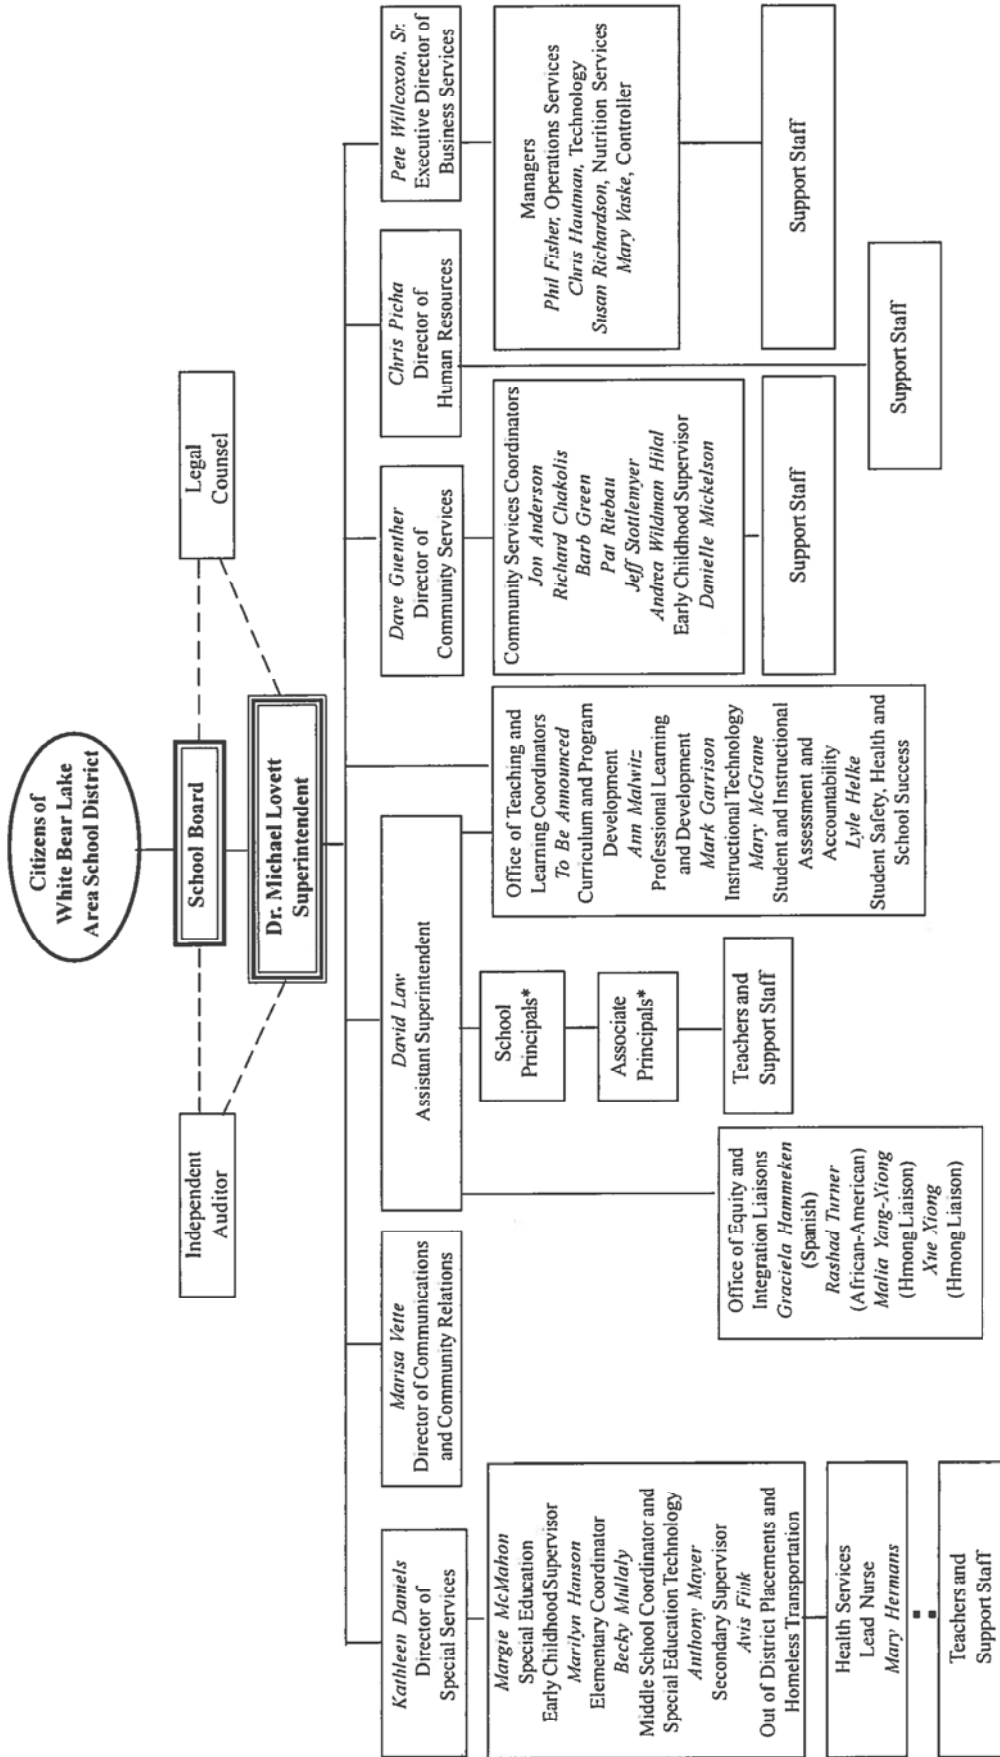 Citizens of
White Bear Lake
Area School District
School Board
Independent
Auditor
Legal
Counsel
Dr. Michael Lovett
Superintendent
Kathleen Daniels
Director of
Special Services
Marisa Vette
Director of Communications
and Community Relations
David Law
Assistant Superintendent
Dave Guenther
Director of
Community Services
Chris Picha
Director of
Human Resources
Pete Willcoxon, Sr.
Executive Director of
Business Services
Margie McMahon
Special Education
Early Childhood Supervisor
Marilyn Hanson
Elementary Coordinator
Becky Mullaly
Middle School Coordinator and
Special Education Technology
Anthony Mayer
Secondary Supervisor
Avis Fink
Out of District Placements and
Homeless Transportation
Health Services
Lead Nurse
Mary Hermans
Teachers and
Support Staff
Office of Equity and
Integration Liaisons
Graciela Hammeken
(Spanish)
Rashad Turner
(African-American)
Malia Yang-Xiong
(Hmong Liaison)
Xue Xiong
(Hmong Liaison)
School
Principals*
Associate
Principals*
Teachers and
Support Staff
Office of Teaching and
Learning Coordinators
To Be Announced
Curriculum and Program
Development
Ann Malwitz
Professional Learning
and Development
Mark Garrison
Instructional Technology
Mary McGrane
Student and Instructional
Assessment and
Accountability
Lyle Helke
Student Safety, Health and
School Success
Community Services Coordinators
Jon Anderson
Richard Chakolis
Barb Green
Pat Riebau
Jeff Stottlemyer
Andrea Wildman Hilal
Early Childhood Supervisor
Danielle Mickelson
Support Staff
Support Staff
Managers
Phil Fisher, Operations Services
Chris Hautman, Technology
Susan Richardson, Nutrition Services
Mary Vaske, Controller
Support Staff